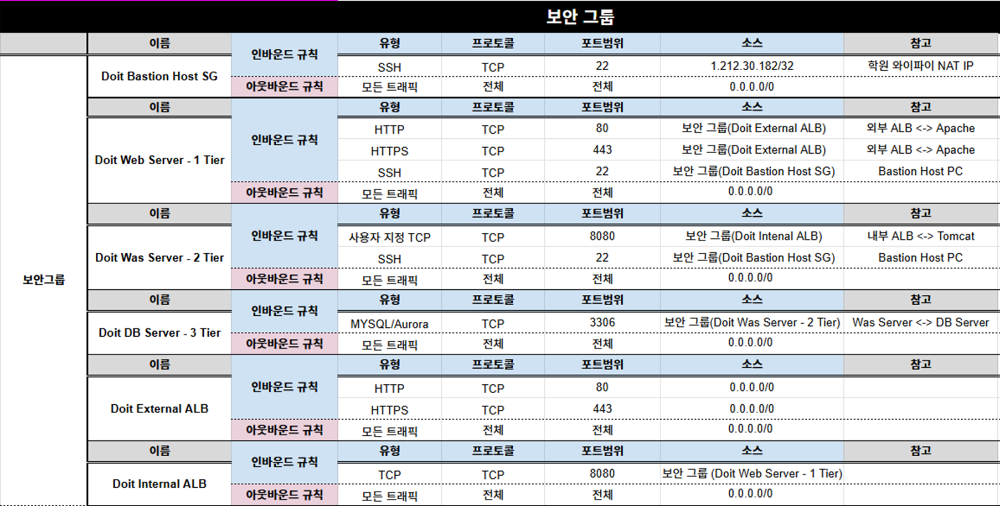 보안 그룹
이름 인바운드 규칙 유형 프로토콜 포트범위 소스 참고
Doit Bastion Host SG SSH TCP 22 1.212.30.182/32 학원 와이파이 NAT IP
아웃바운드 규칙 모든 트래픽 전체 전체 0.0.0.0/0
이름 인바운드 규칙 유형 프로토콜 포트범위 소스 참고
Doit Web Server - 1 Tier HTTP TCP 80 보안 그룹(Doit External ALB) 외부 ALB <-> Apache
HTTPS TCP 443 보안 그룹(Doit External ALB) 외부 ALB <-> Apache
SSH TCP 22 보안 그룹(Doit Bastion Host SG) Bastion Host PC
아웃바운드 규칙 모든 트래픽 전체 전체 0.0.0.0/0
이름 인바운드 규칙 유형 프로토콜 포트범위 소스 참고
Doit Was Server - 2 Tier 사용자 지정 TCP TCP 8080 보안 그룹(Doit Intenal ALB) 내부 ALB <-> Tomcat
SSH TCP 22 보안 그룹(Doit Bastion Host SG) Bastion Host PC
보안그룹 아웃바운드 규칙 모든 트래픽 전체 전체 0.0.0.0/0
이름 인바운드 규칙 유형 프로토콜 포트범위 소스 참고
Doit DB Server - 3 Tier MYSQL/Aurora TCP 3306 보안 그룹(Doit Was Server - 2 Tier) Was Server <-> DB Server
아웃바운드 규칙 모든 트래픽 전체 전체 0.0.0.0/0
이름 인바운드 규칙 유형 프로토콜 포트범위 소스 참고
Doit External ALB HTTP TCP 80 0.0.0.0/0
HTTPS TCP 443 0.0.0.0/0
아웃바운드 규칙 모든 트래픽 전체 전체 0.0.0.0/0
이름 인바운드 규칙 유형 프로토콜 포트범위 소스 참고
Doit Internal ALB TCP TCP 8080 보안 그룹 (Doit Web Server - 1 Tier)
아웃바운드 규칙 모든 트래픽 전체 전체 0.0.0.0/0